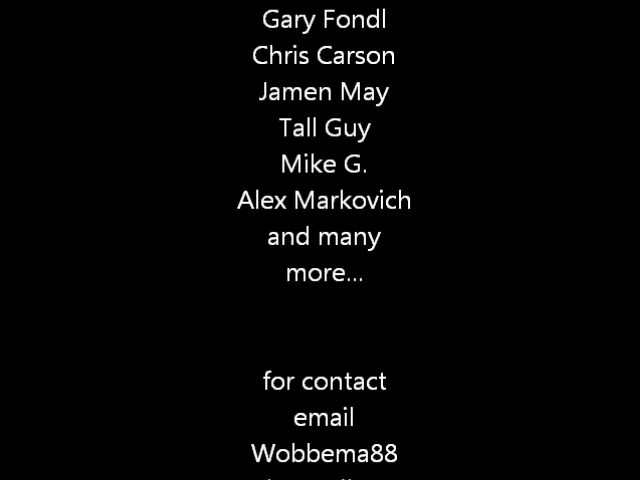 Gary Fondl
Chris Carson
Jamen May
Tall Guy
Mike G.
Alex Markovich
and many
more...
for contact
email
Wobbema88